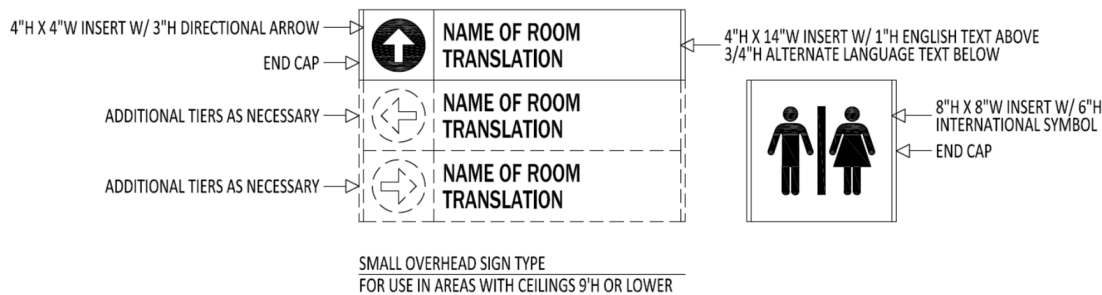 4"H X 4"W INSERT W/ 3"H DIRECTIONAL ARROW
END CAP
ADDITIONAL TIERS AS NECESSARY
ADDITIONAL TIERS AS NECESSARY
NAME OF ROOM
TRANSLATION
NAME OF ROOM
TRANSLATION
NAME OF ROOM
TRANSLATION
4"H X 14"W INSERT W/ 1"H ENGLISH TEXT ABOVE
3/4"H ALTERNATE LANGUAGE TEXT BELOW
8"H X 8"W INSERT W/ 6"H
INTERNATIONAL SYMBOL
END CAP
SMALL OVERHEAD SIGN TYPE
FOR USE IN AREAS WITH CEILINGS 9'H OR LOWER